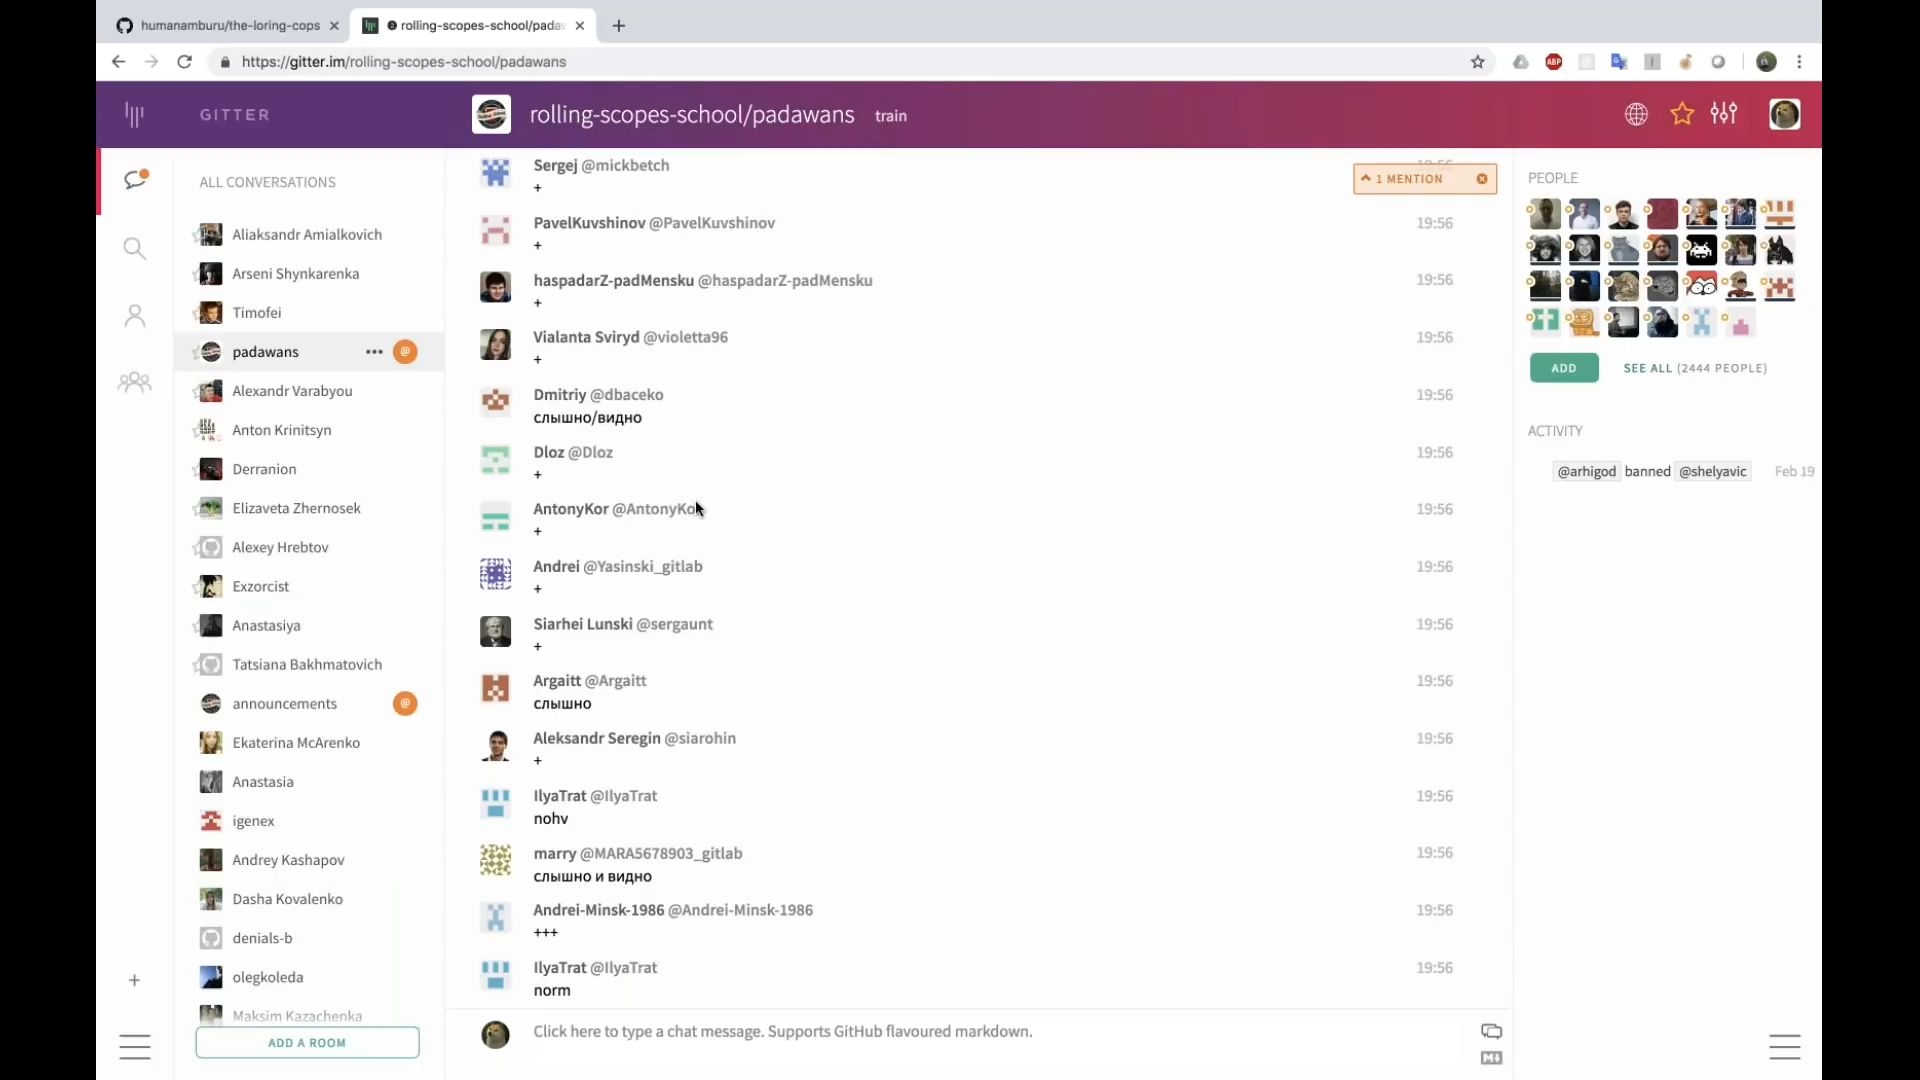 humanamburu/the-loring-cops
rolling-scopes-school/padaw
https://gitter.im/rolling-scopes-school/padawans
ABP
GITTER
rolling-scopes-school/padawans train
ALL CONVERSATIONS
Aliaksandr Amialkovich
Arseni Shynkarenka
Timofei
padawans
@
Alexandr Varabyou
Anton Krinitsyn
Derranion
Elizaveta Zhernosek
Alexey Hrebtov
Exzorcist
Anastasiya
Tatsiana Bakhmatovich
announcements
@
Ekaterina McArenko
Anastasia
igenex
Andrey Kashapov
Dasha Kovalenko
denials-b
olegkoleda
Maksim Kazachenka
ADD A ROOM
Sergej @mickbetch 19:56
+
1 MENTION
PavelKuvshinov @PavelKuvshinov 19:56
+
haspadarZ-padMensku @haspadarZ-padMensku 19:56
+
Vialanta Sviryd @violetta96 19:56
+
Dmitriy @dbaceko 19:56
слышно/видно
Dloz @Dloz 19:56
+
AntonyKor @AntonyKo 19:56
+
Andrei @Yasinski_gitlab 19:56
+
Siarhei Lunski @sergaunt 19:56
+
Argaitt @Argaitt 19:56
слышно
Aleksandr Seregin @siarohin 19:56
+
IlyaTrat @IlyaTrat 19:56
nohv
marry @MARA5678903_gitlab 19:56
слышно и видно
Andrei-Minsk-1986 @Andrei-Minsk-1986 19:56
+++
IlyaTrat @IlyaTrat 19:56
norm
Click here to type a chat message. Supports GitHub flavoured markdown.
PEOPLE
ADD
SEE ALL (2444 PEOPLE)
ACTIVITY
@arhigod banned @shelyavic Feb 19